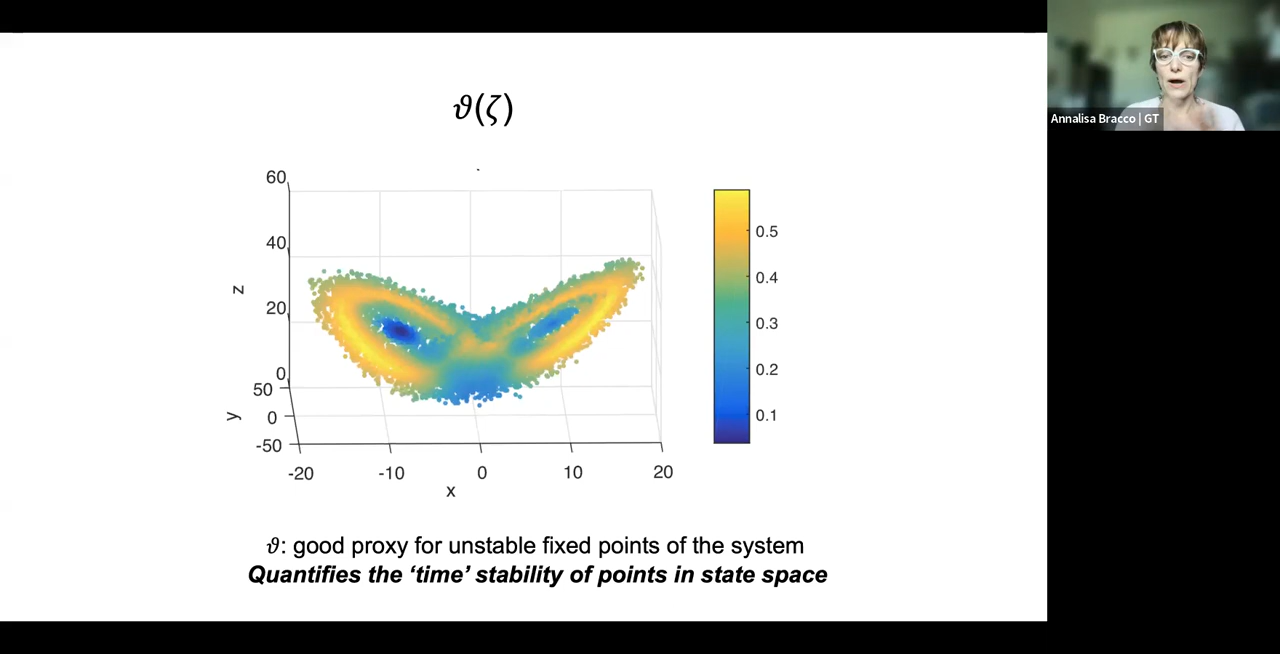 ϑ(ζ)
60
40
20
0
z
50
0
-50
y
-20
-10
0
10
20
x
0.5
0.4
0.3
0.2
0.1
ϑ: good proxy for unstable fixed points of the system
Quantifies the ‘time’ stability of points in state space
Annalisa Bracco | GT